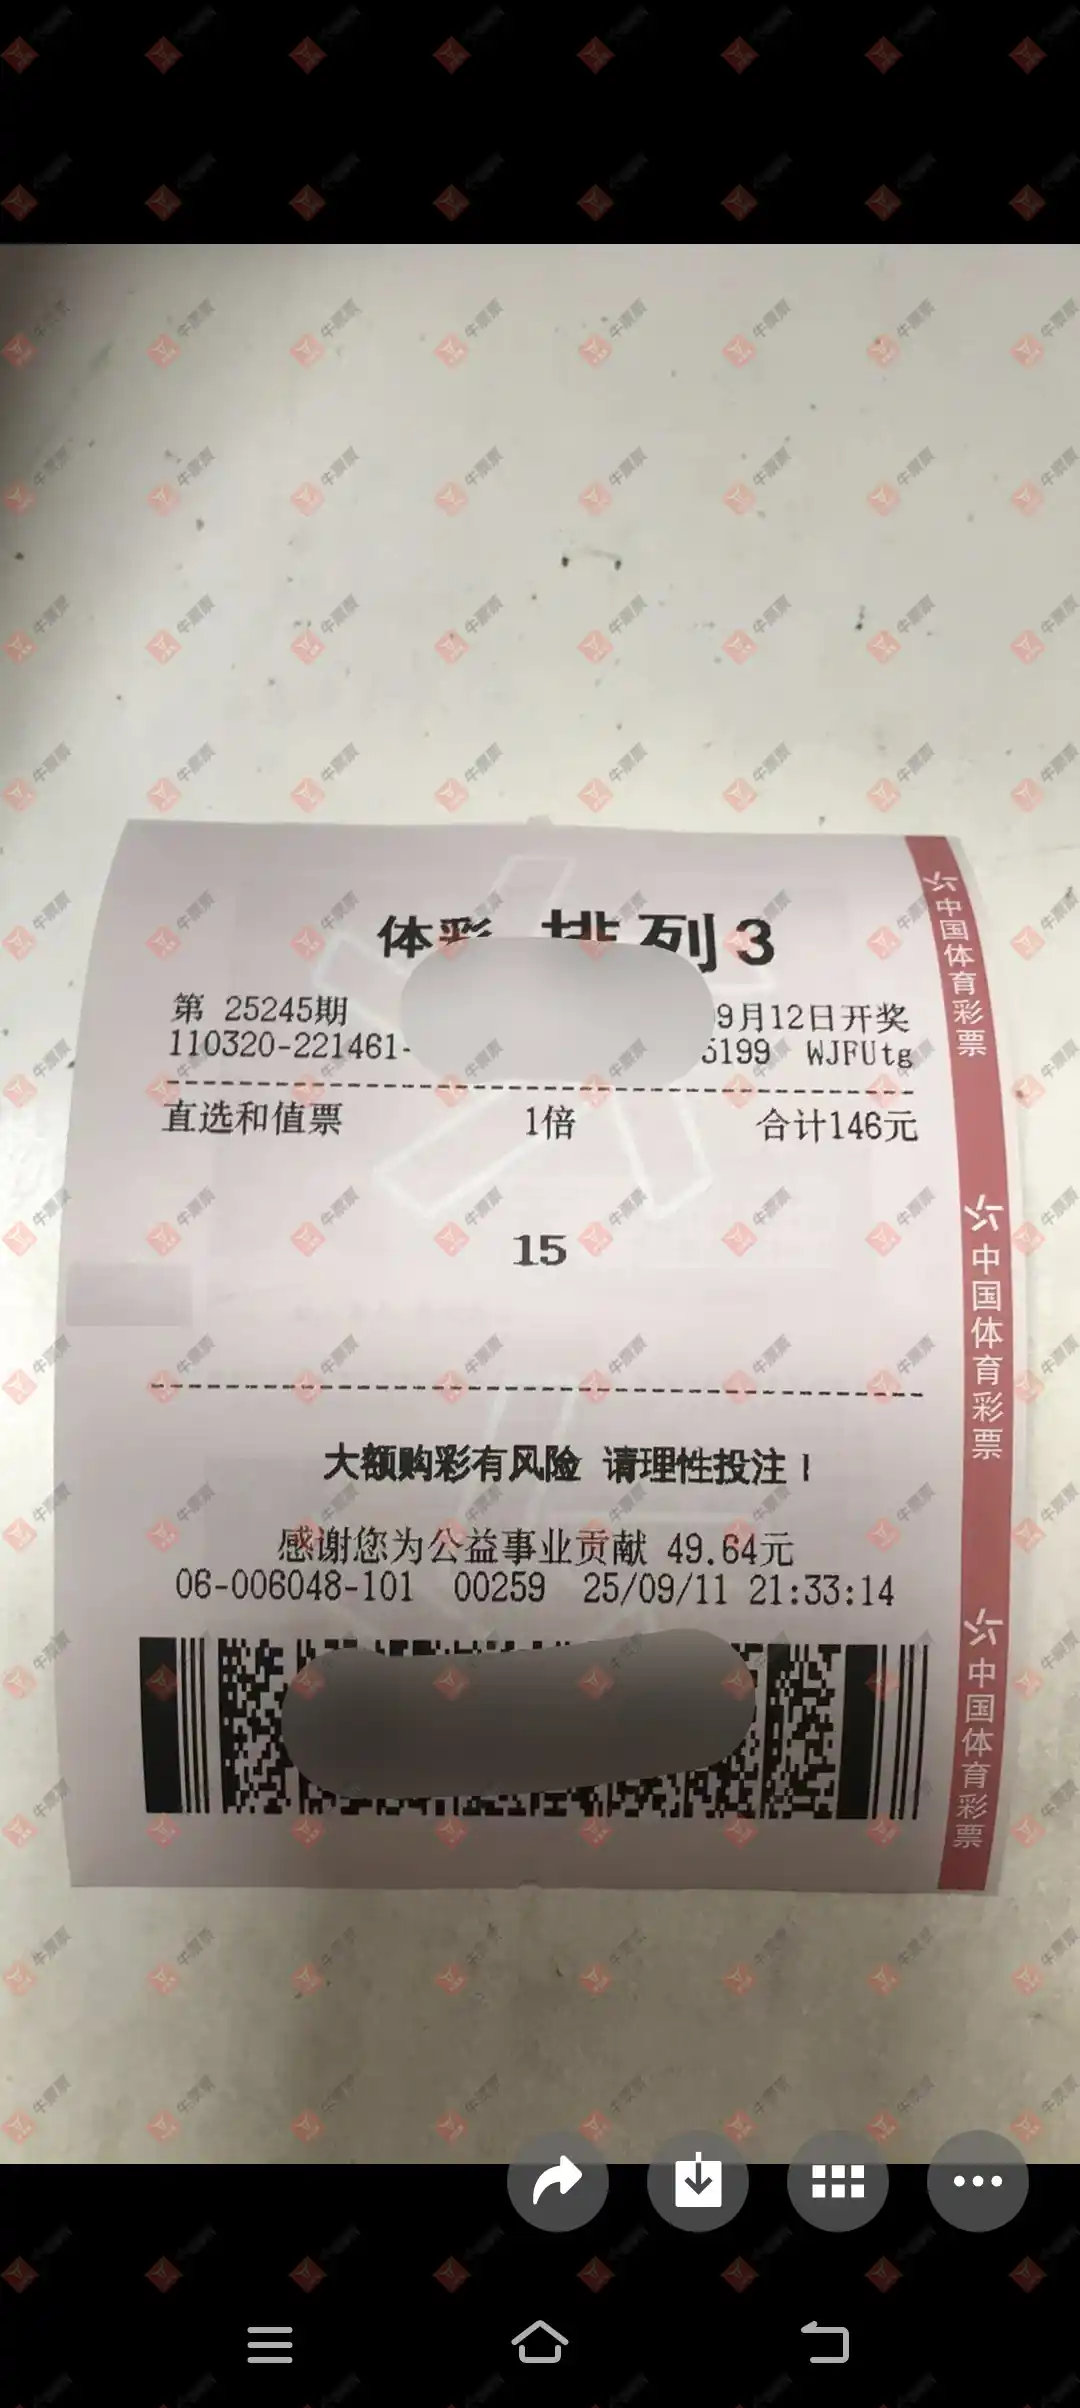 体彩 排列3
第 25245期 9月12日开奖
110320-221461- 5199 WJFUtg
直选和值票 1倍 合计146元
15
大额购彩有风险 请理性投注！
感谢您为公益事业贡献 49.64元
06-006048-101 00259 25/09/11 21:33:14
中国体育彩票
中国体育彩票
中国体育彩票
牛票票